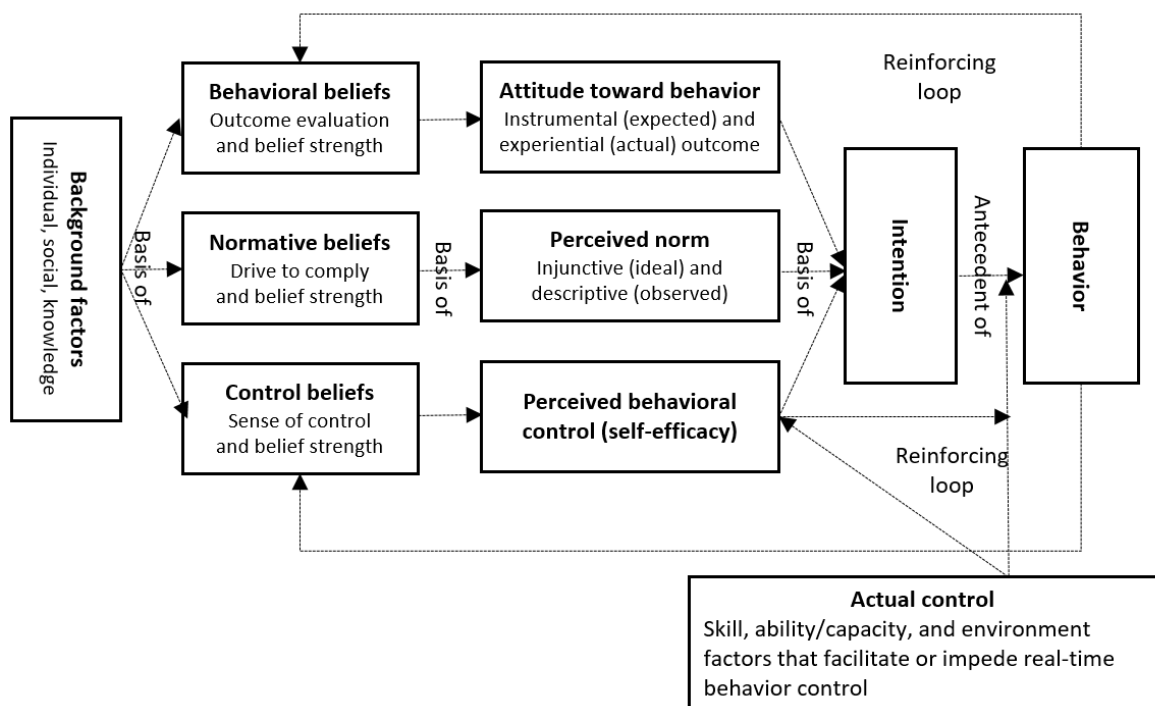 Background factors
Individual, social, knowledge
Basis of
Behavioral beliefs
Outcome evaluation
and belief strength
Normative beliefs
Drive to comply
and belief strength
Control beliefs
Sense of control
and belief strength
Basis of
Attitude toward behavior
Instrumental (expected) and
experiential (actual) outcome
Perceived norm
Injunctive (ideal) and
descriptive (observed)
Perceived behavioral
control (self-efficacy)
Basis of
Intention
Antecedent of
Behavior
Reinforcing
loop
Reinforcing
loop
Actual control
Skill, ability/capacity, and environment
factors that facilitate or impede real-time
behavior control